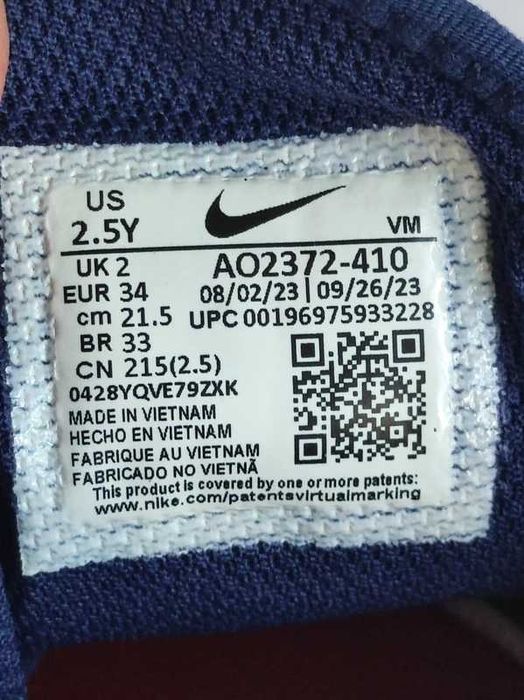 US
2.5Y
VM
UK 2
AO2372-410
EUR 34
08/02/23 | 09/26/23
cm 21.5
UPC 00196975933228
BR 33
CN 215(2.5)
0428YQVE79ZXK
MADE IN VIETNAM
HECHO EN VIETNAM
FABRIQUE AU VIETNAM
FABRICADO NO VIETNÃ
This product is covered by one or more patents:
www.nike.com/patentsvirtualmarking